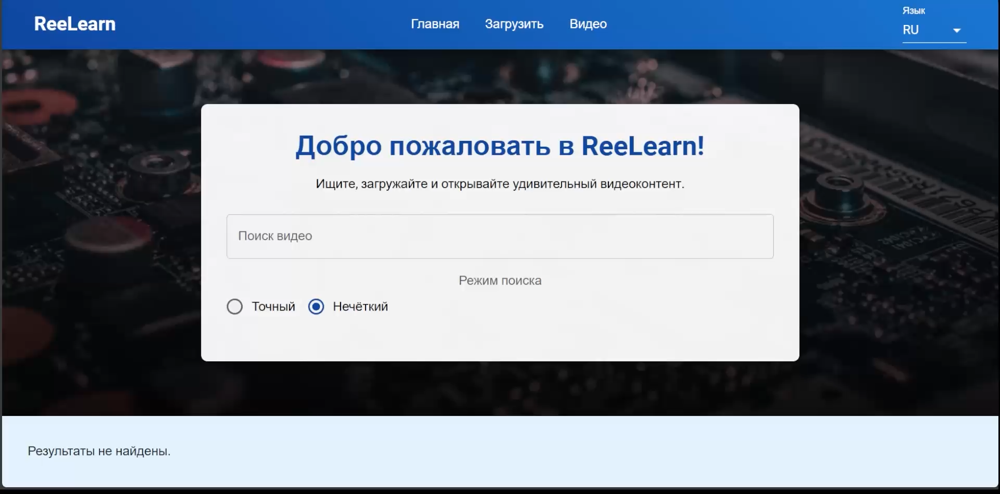 ReeLearn
Главная
Загрузить
Видео
Язык
RU
Добро пожаловать в ReeLearn!
Ищите, загружайте и открывайте удивительный видеоконтент.
Поиск видео
Режим поиска
Точный
Нечёткий
Результаты не найдены.